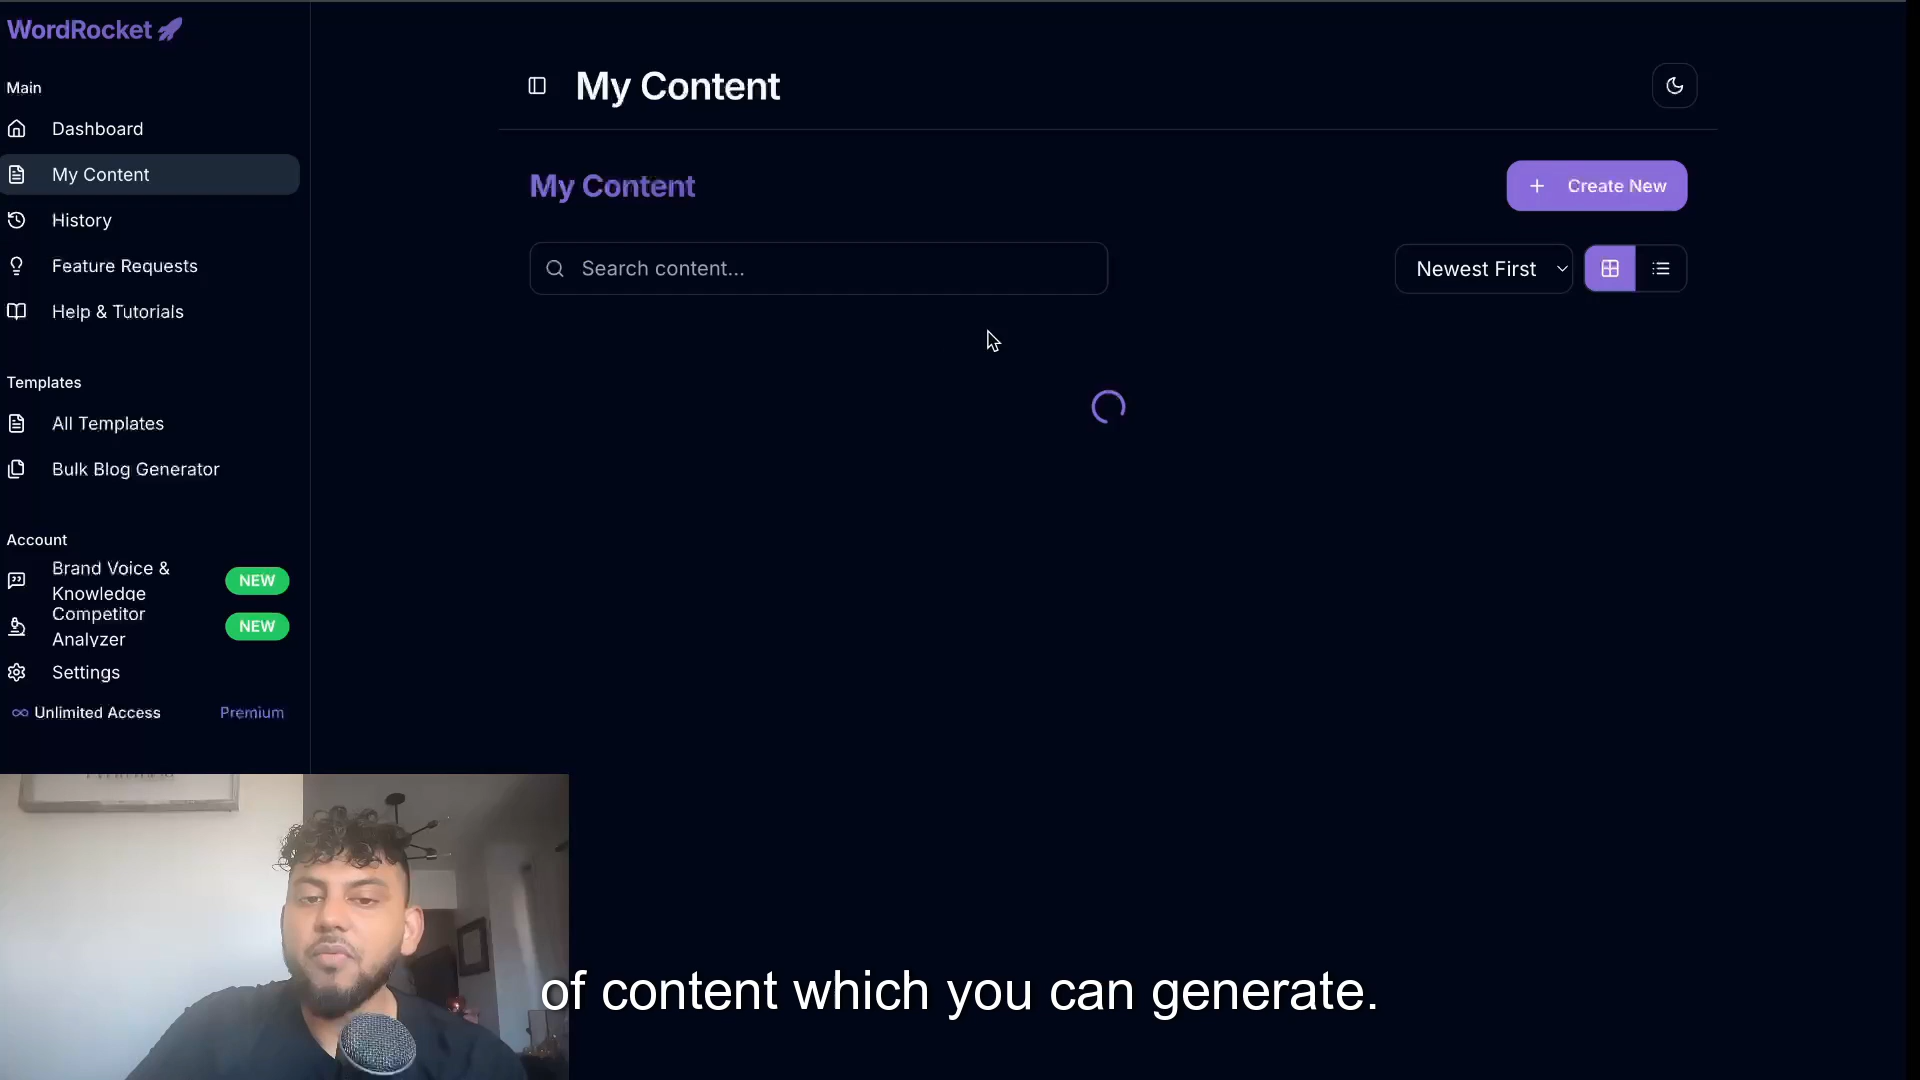 WordRocket
Main
Dashboard
My Content
History
Feature Requests
Help & Tutorials
Templates
All Templates
Bulk Blog Generator
Account
Brand Voice &
Knowledge
NEW
Competitor
Analyzer
NEW
Settings
Unlimited Access
Premium
My Content
My Content
Create New
Search content...
Newest First
of content which you can generate.